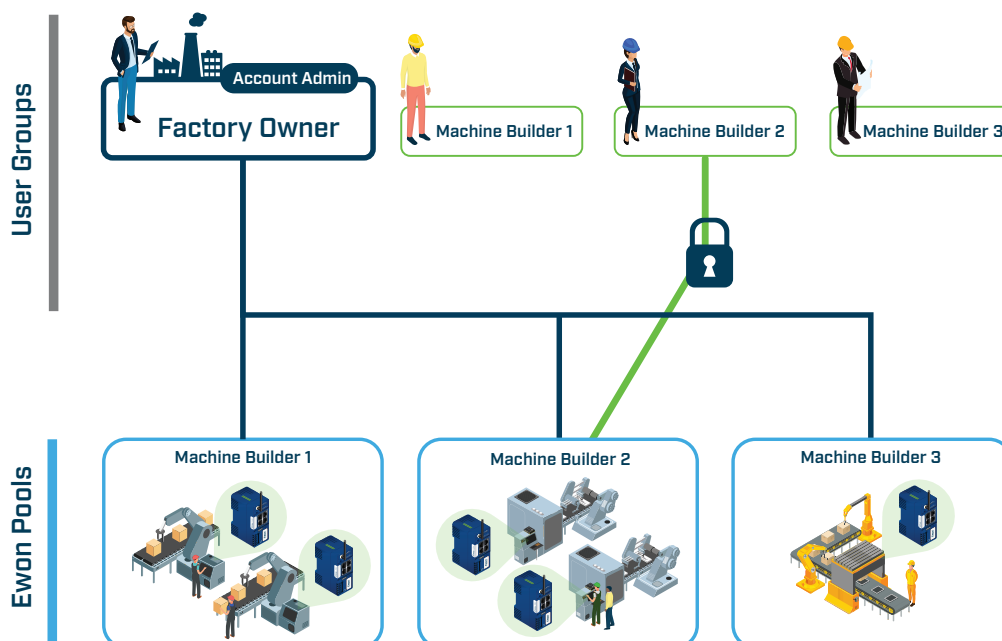 User Groups
Account Admin
Factory Owner
Machine Builder 1
Machine Builder 2
Machine Builder 3
Ewon Pools
Machine Builder 1
Machine Builder 2
Machine Builder 3